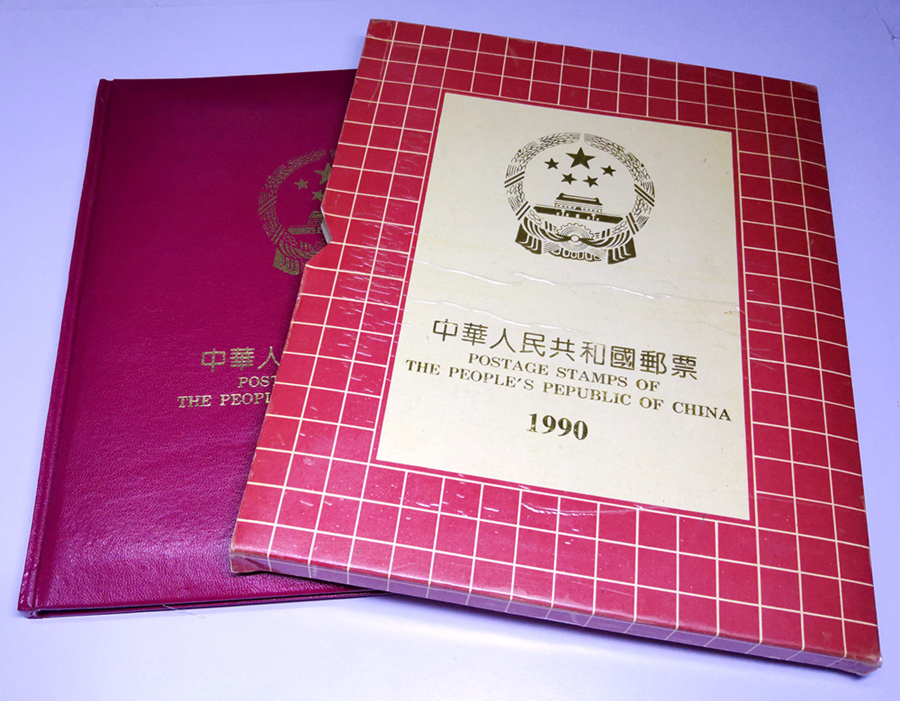 中華人民共和國郵票
POSTAGE STAMPS OF
THE PEOPLE'S PEPUBLIC OF CHINA
1990
中華人
POST
THE PEOPL